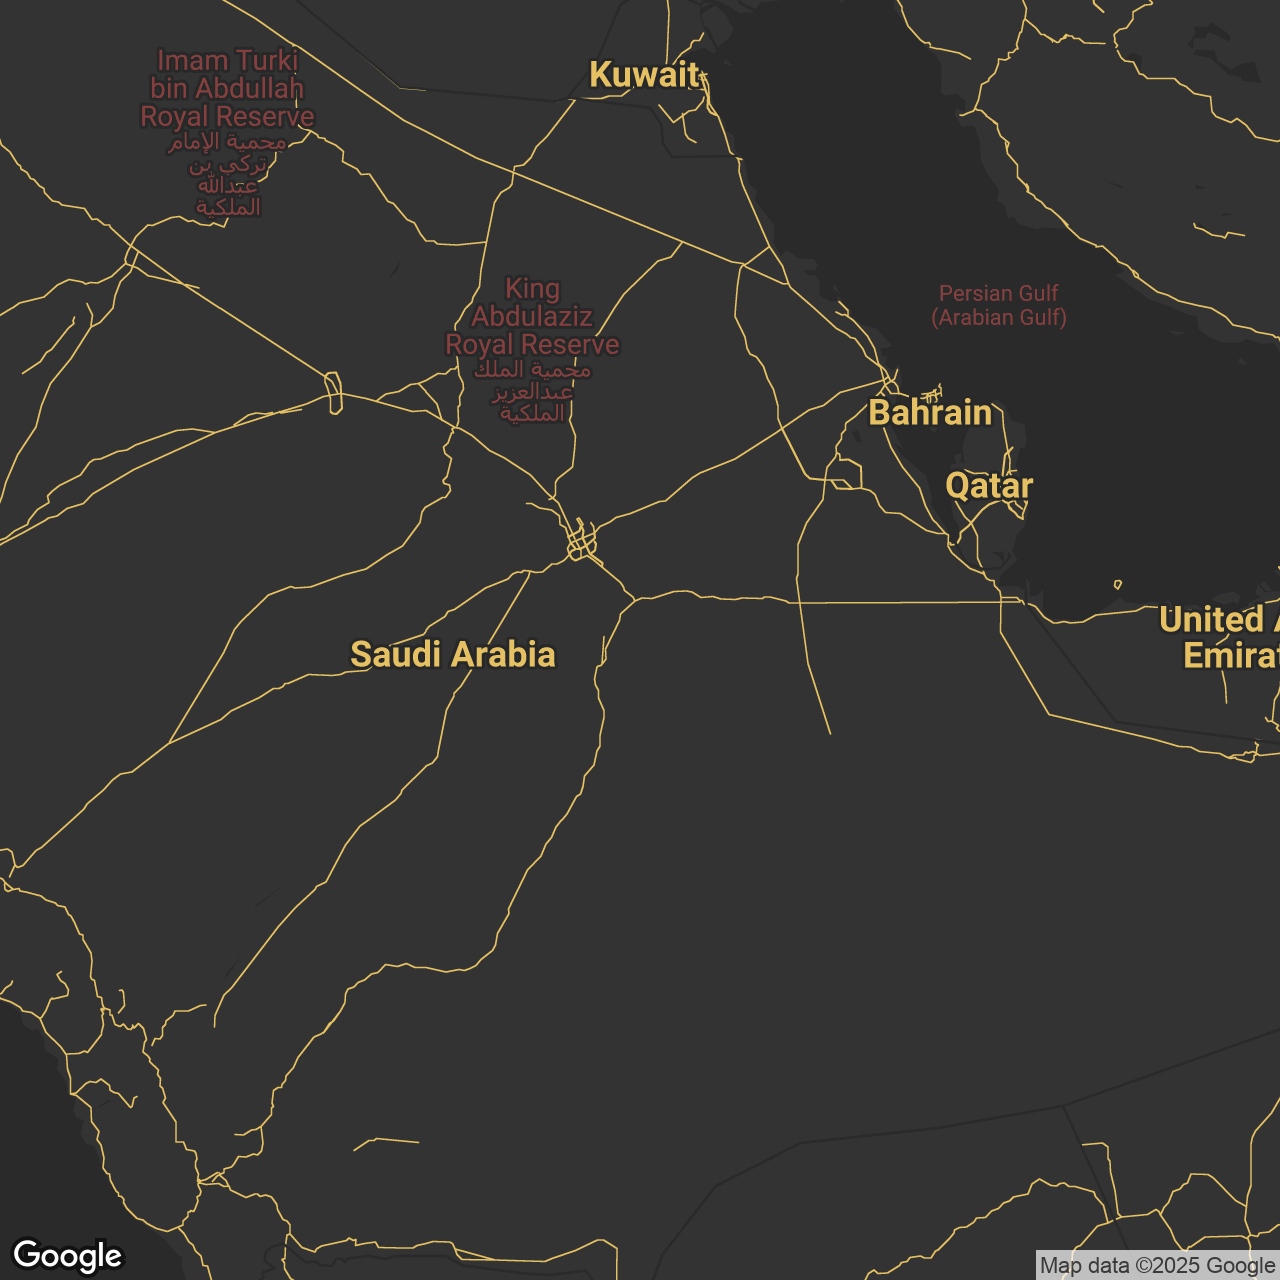 Imam Turki
bin Abdullah
Royal Reserve
محمية الإمام
تركي بن
عبدالله
الملكية
Kuwait
King
Abdulaziz
Royal Reserve
محمية الملك
عبدالعزيز
الملكية
Persian Gulf
(Arabian Gulf)
Bahrain
Qatar
United A
Emirat
Saudi Arabia
Google
Map data ©2025 Google